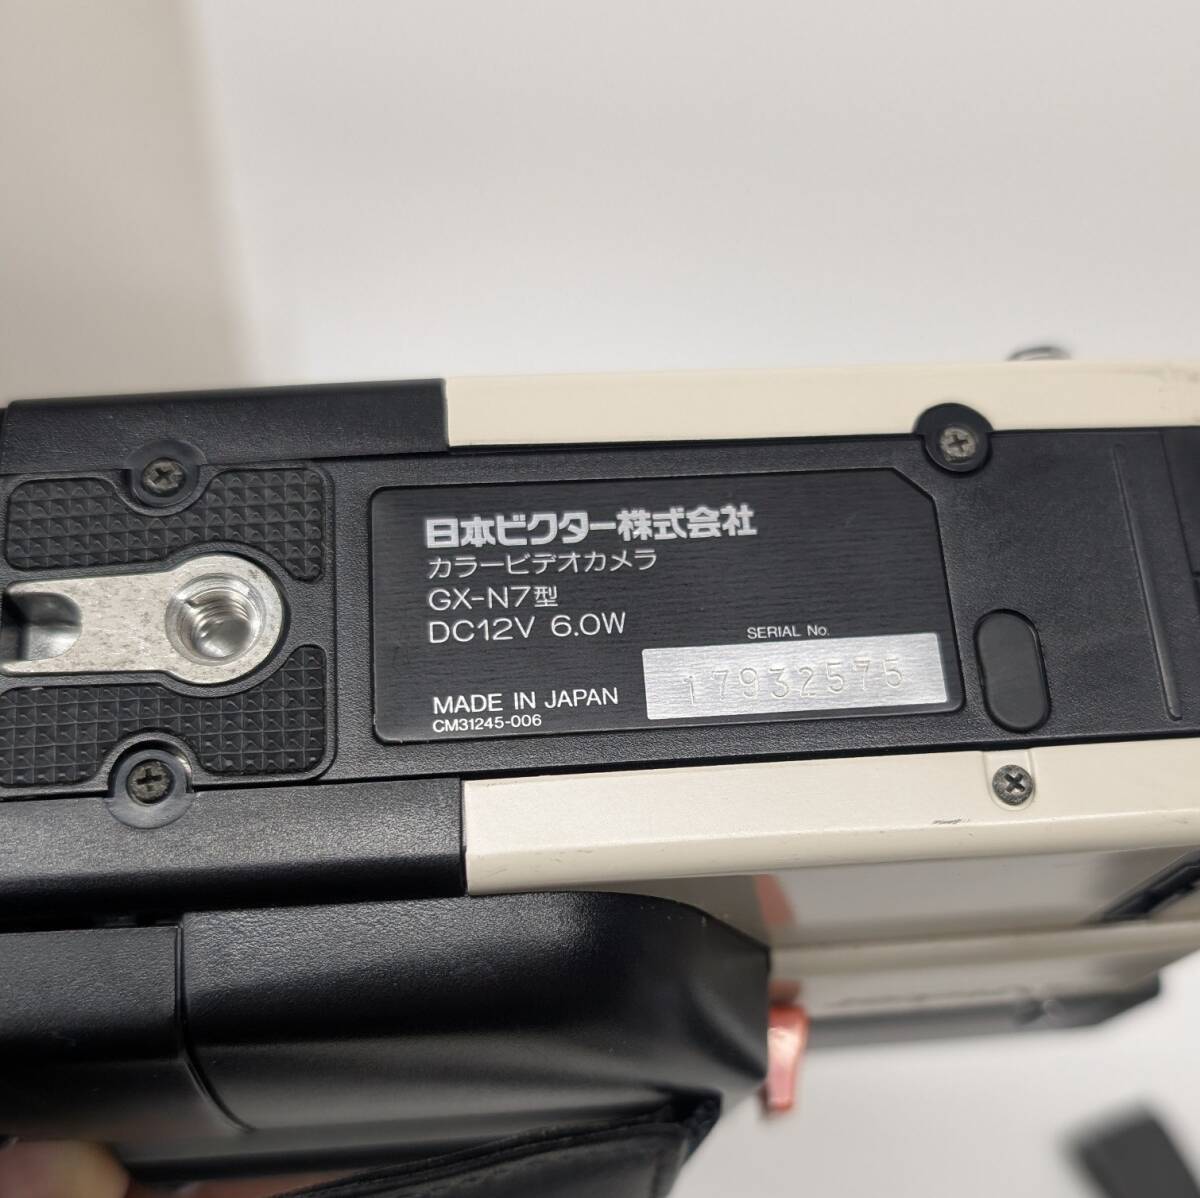 日本ビクター株式会社
カラービデオカメラ
GX-N7型
DC12V 6.0W
SERIAL No.
17932575
MADE IN JAPAN
CM31245-006